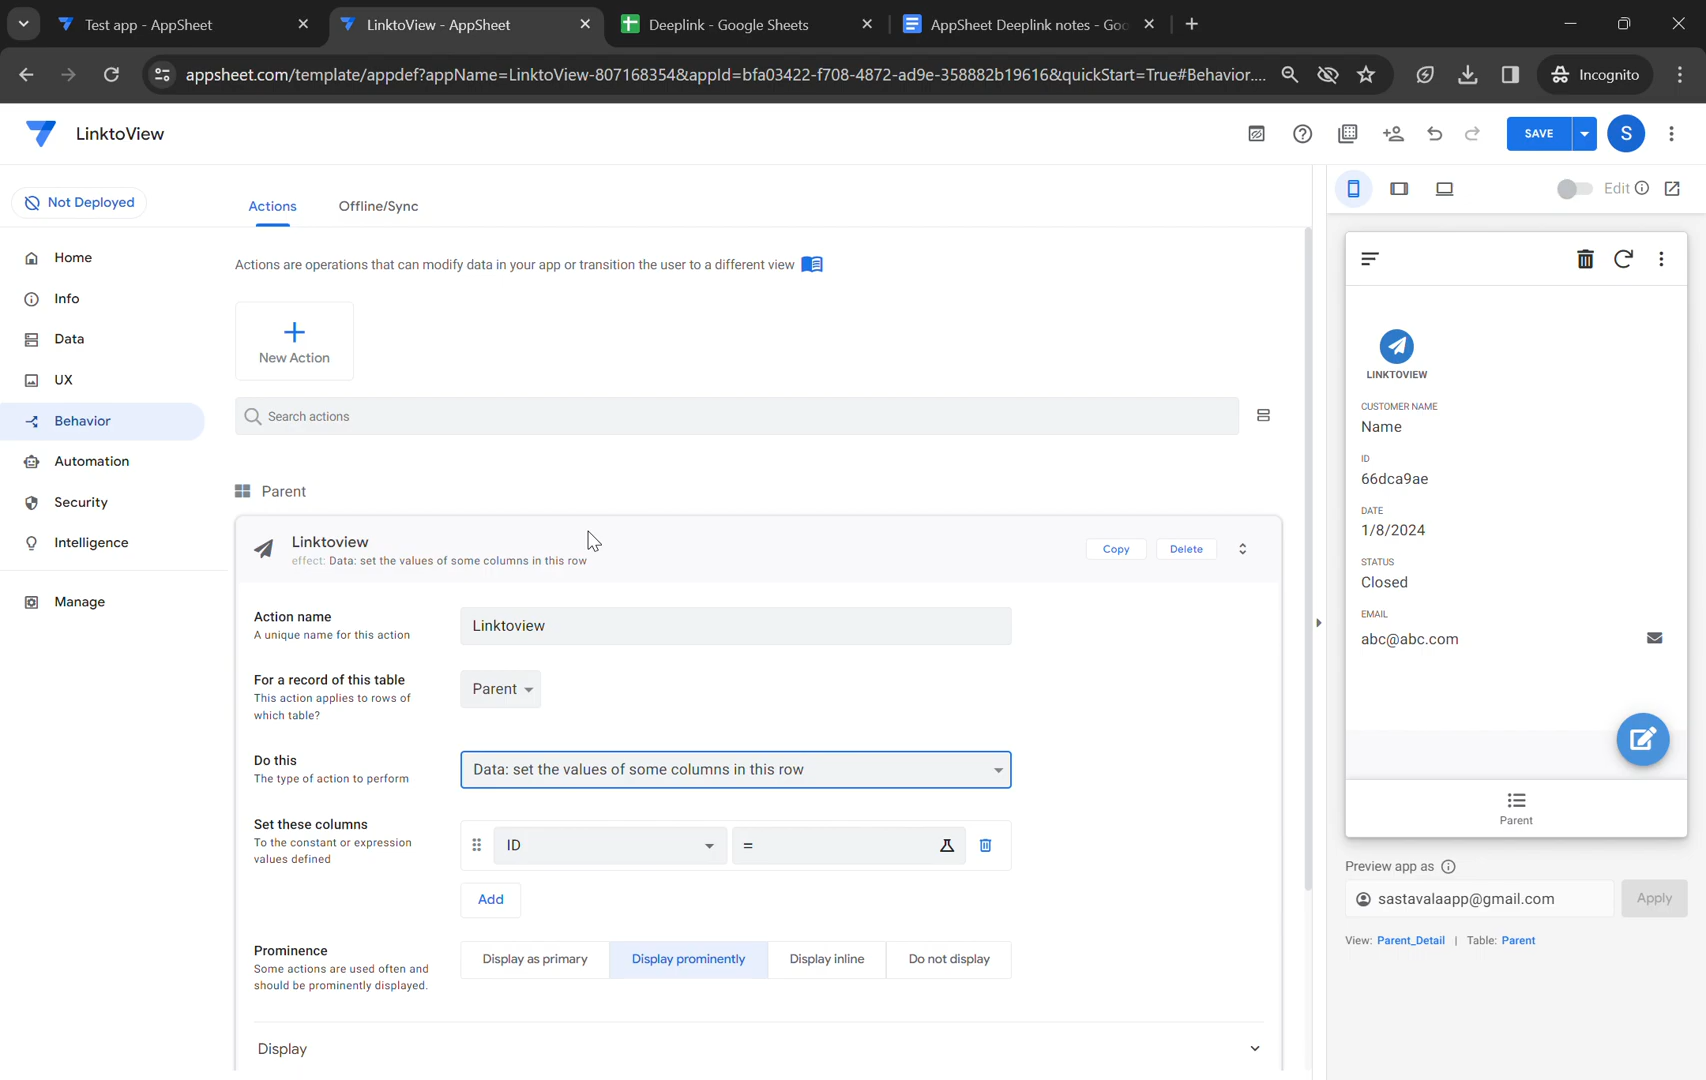 Test app - AppSheet
LinktoView - AppSheet
Deeplink - Google Sheets
AppSheet Deeplink notes - Goo
appsheet.com/template/appdef?appName=LinktoView-807168354&appId=bfa03422-f708-4872-ad9e-358882b19616&quickStart=True#Behavior....
Incognito
LinktoView
SAVE
S
Not Deployed
Actions
Offline/Sync
Edit
Home
Info
Data
UX
Behavior
Automation
Security
Intelligence
Manage
Actions are operations that can modify data in your app or transition the user to a different view
New Action
Search actions
Parent
Linktoview
effect: Data: set the values of some columns in this row
Copy
Delete
Action name
A unique name for this action
Linktoview
For a record of this table
This action applies to rows of
which table?
Parent
Do this
The type of action to perform
Data: set the values of some columns in this row
Set these columns
To the constant or expression
values defined
ID
=
Add
Prominence
Some actions are used often and
should be prominently displayed.
Display as primary
Display prominently
Display inline
Do not display
Display
LINKTOVIEW
CUSTOMER NAME
Name
ID
66dca9ae
DATE
1/8/2024
STATUS
Closed
EMAIL
abc@abc.com
Parent
Preview app as
sastavalaapp@gmail.com
Apply
View: Parent_Detail | Table: Parent